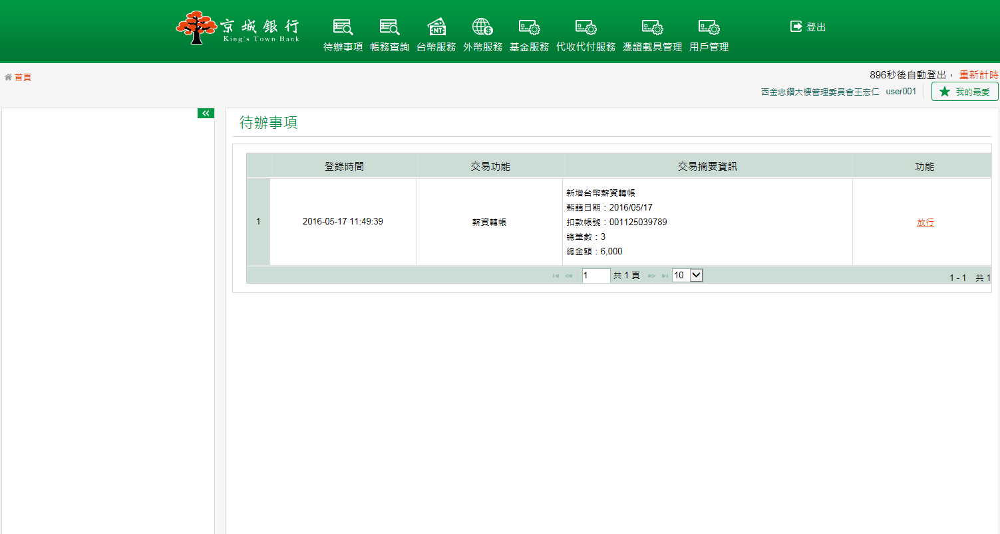 京城銀行
King's Town Bank
待辦事項 帳務查詢 台幣服務 外幣服務 基金服務 代收代付服務 憑證載具管理 用戶管理
登出
首頁
896秒後自動登出， 重新計時
西金忠鑽大樓管理委員會王宏仁 user001
我的最愛
待辦事項
登錄時間 交易功能 交易摘要資訊 功能
1 2016-05-17 11:49:39 薪資轉帳
新增台幣薪資轉帳
薪轉日期：2016/05/17
扣款帳號：001125039789
總筆數：3
總金額：6,000
放行
1 共 1 頁 10
1 - 1 共 1